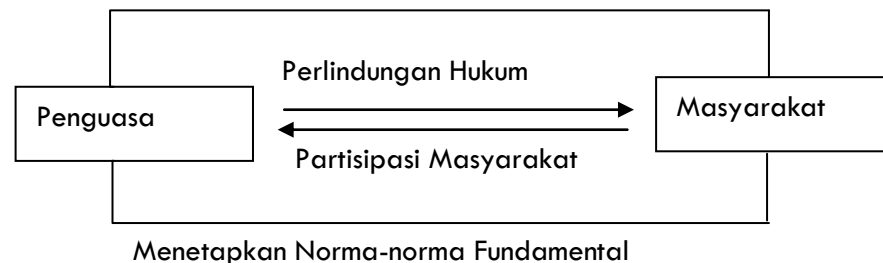 Perlindungan Hukum
Penguasa
Masyarakat
Partisipasi Masyarakat
Menetapkan Norma-norma Fundamental